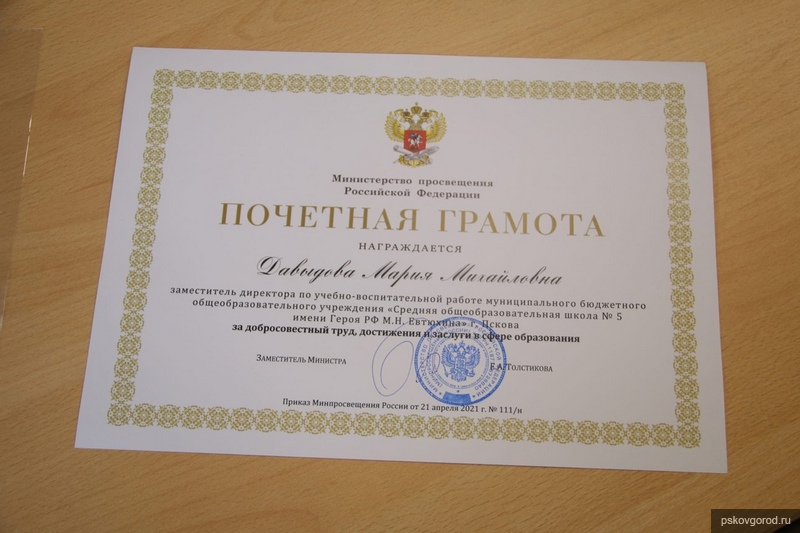 Министерство просвещения
Российской Федерации
ПОЧЕТНАЯ ГРАМОТА
НАГРАЖДАЕТСЯ
Давыдова Мария Михайловна
заместитель директора по учебно-воспитательной работе муниципального бюджетного
общеобразовательного учреждения «Средняя общеобразовательная школа № 5
имени Героя РФ М.Н. Евтюхина» г. Пскова
за добросовестный труд, достижения и заслуги в сфере образования
Заместитель Министра
Е.А. Толстикова
Приказ Минпросвещения России от 21 апреля 2021 г. № 111/н
pskovgorod.ru